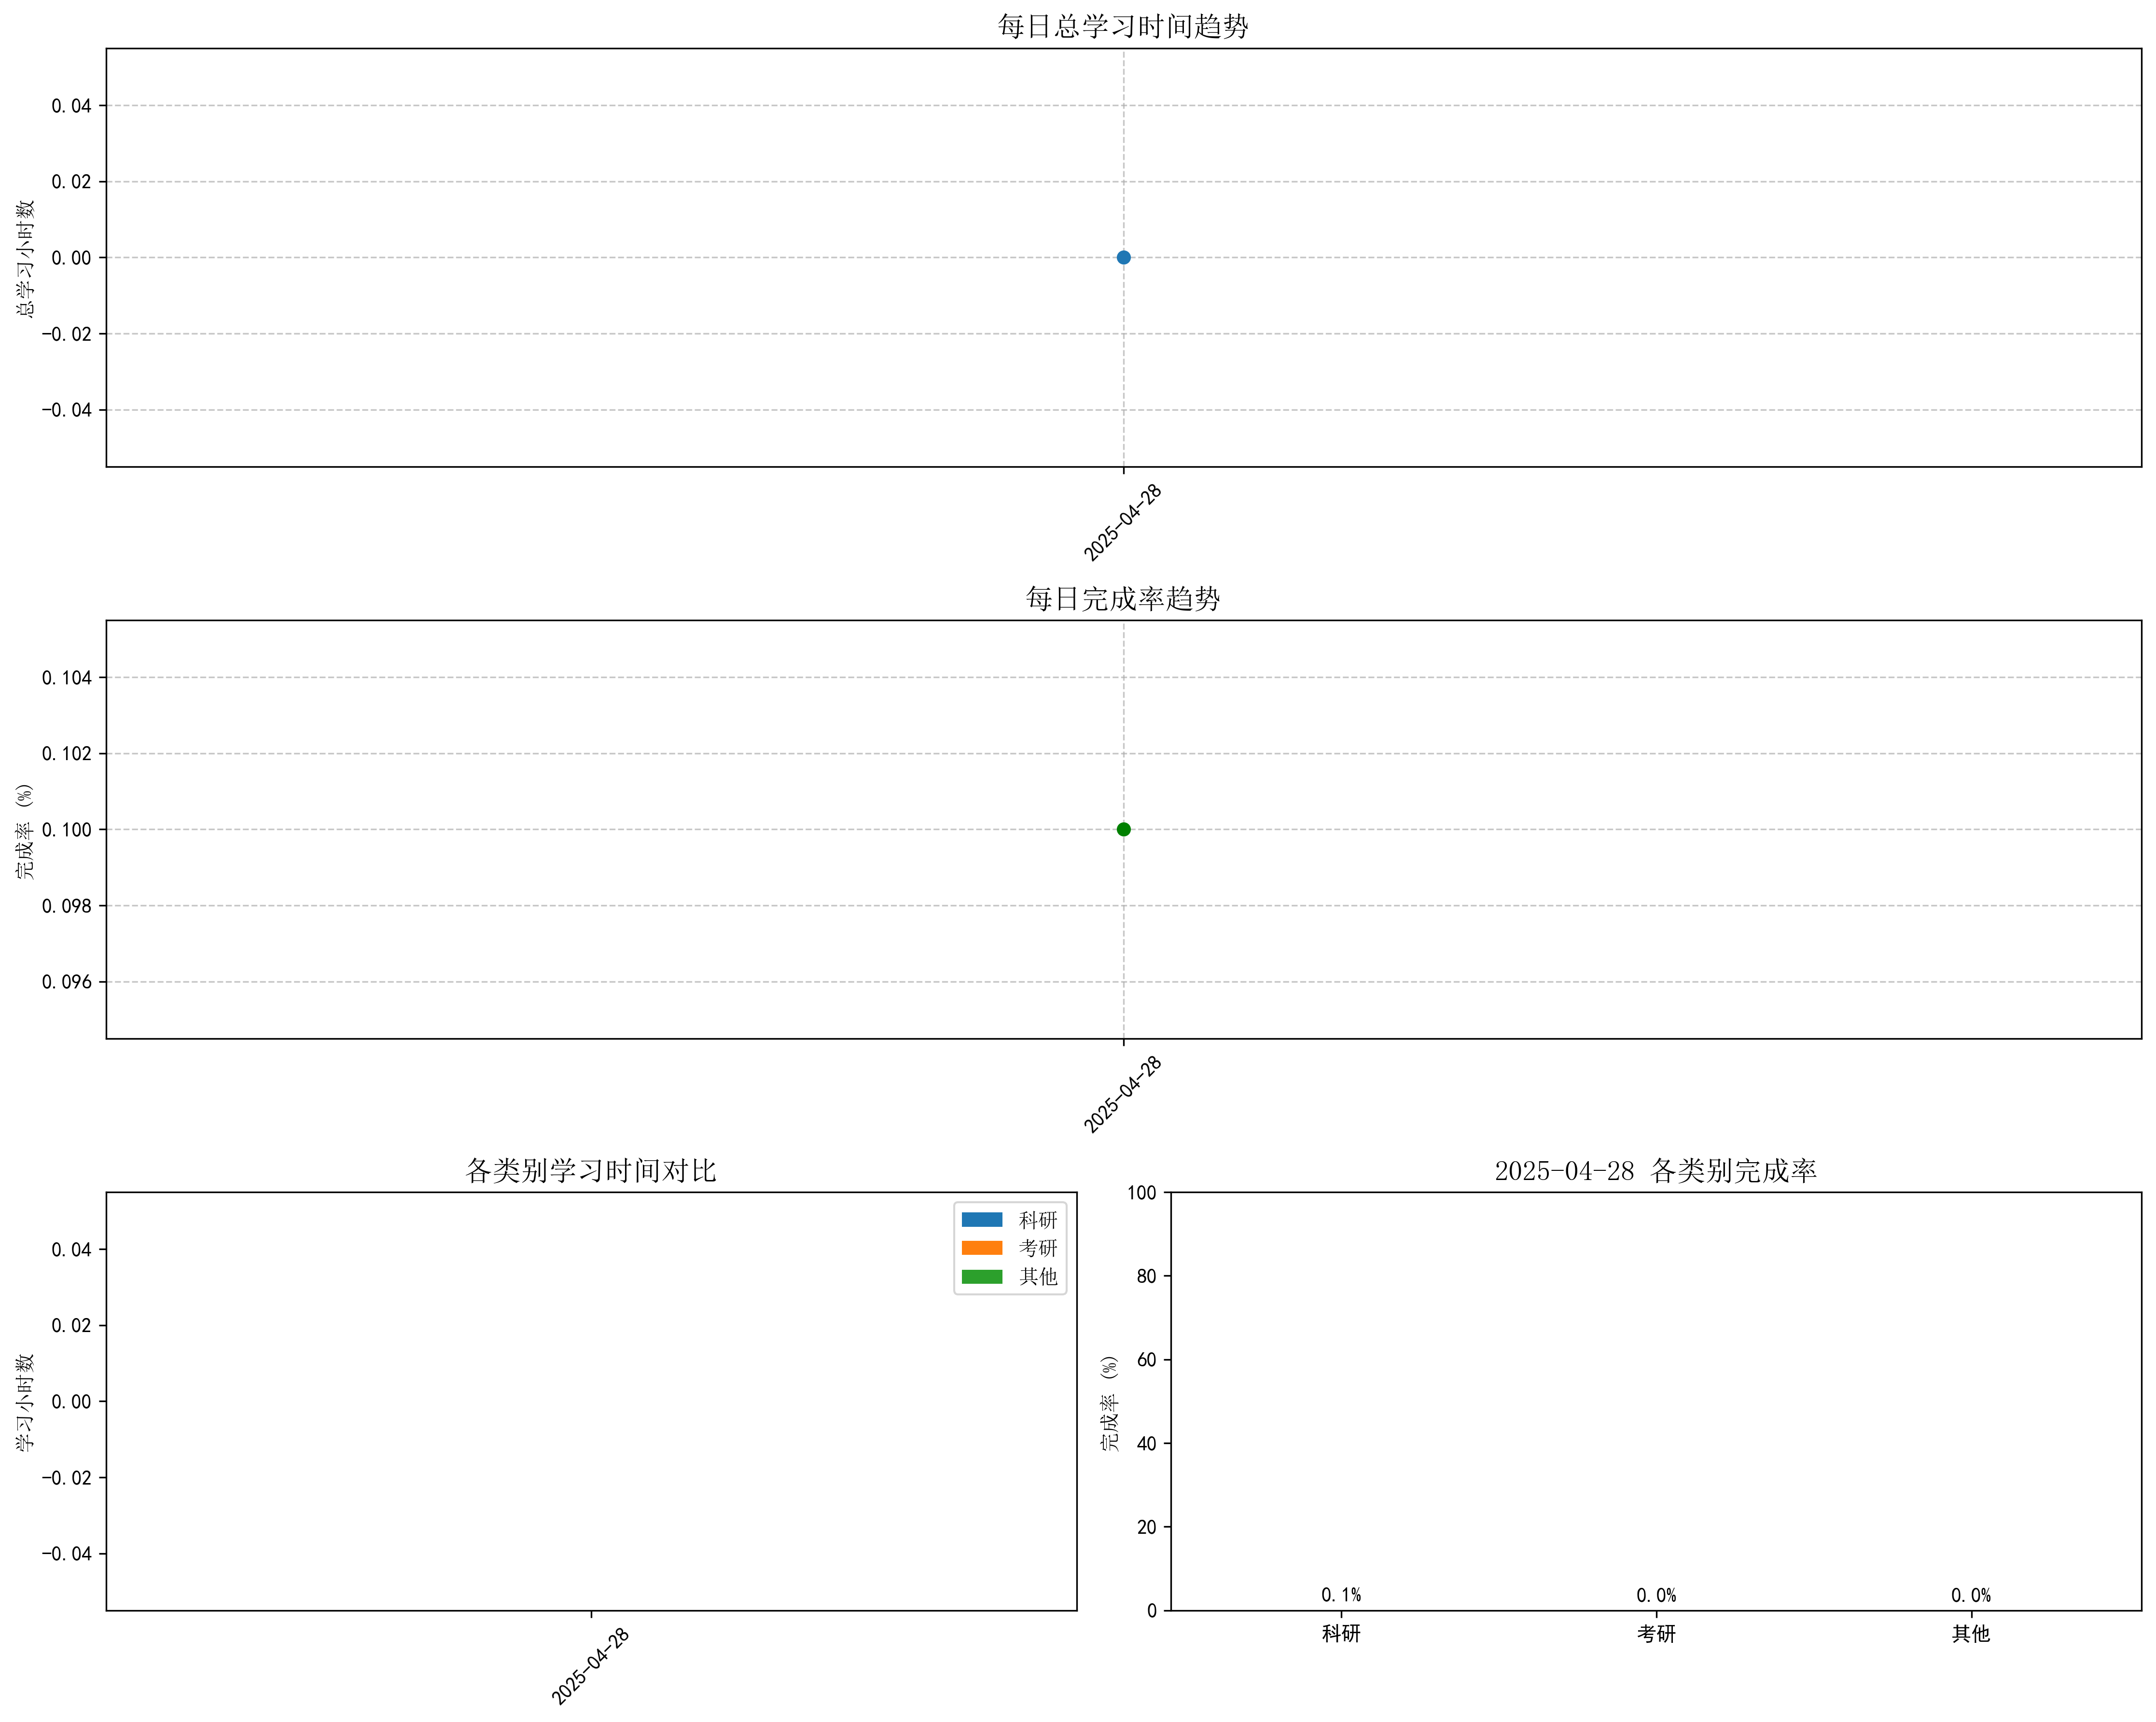 每日总学习时间趋势
总学习小时数
0.04
0.02
0.00
-0.02
-0.04
2025-04-28
每日完成率趋势
完成率 (%)
0.104
0.102
0.100
0.098
0.096
2025-04-28
各类别学习时间对比
学习小时数
0.04
0.02
0.00
-0.02
-0.04
科研
考研
其他
2025-04-28
2025-04-28 各类别完成率
完成率 (%)
100
80
60
40
20
0
0.1%
0.0%
0.0%
科研
考研
其他